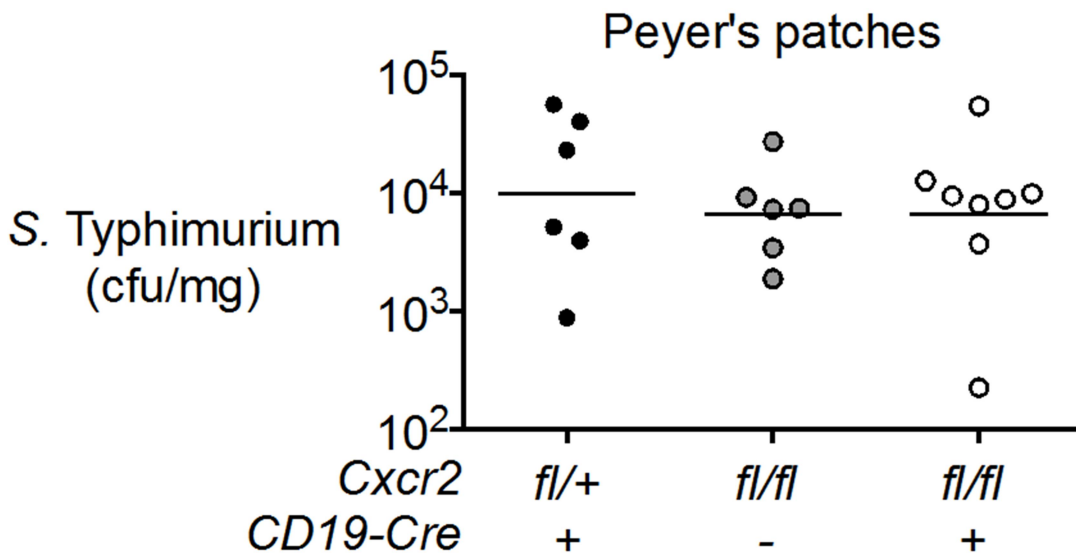 Peyer's patches
S. Typhimurium
(cfu/mg)
10^5
10^4
10^3
10^2
Cxcr2 fl/+ fl/fl fl/fl
CD19-Cre + - +